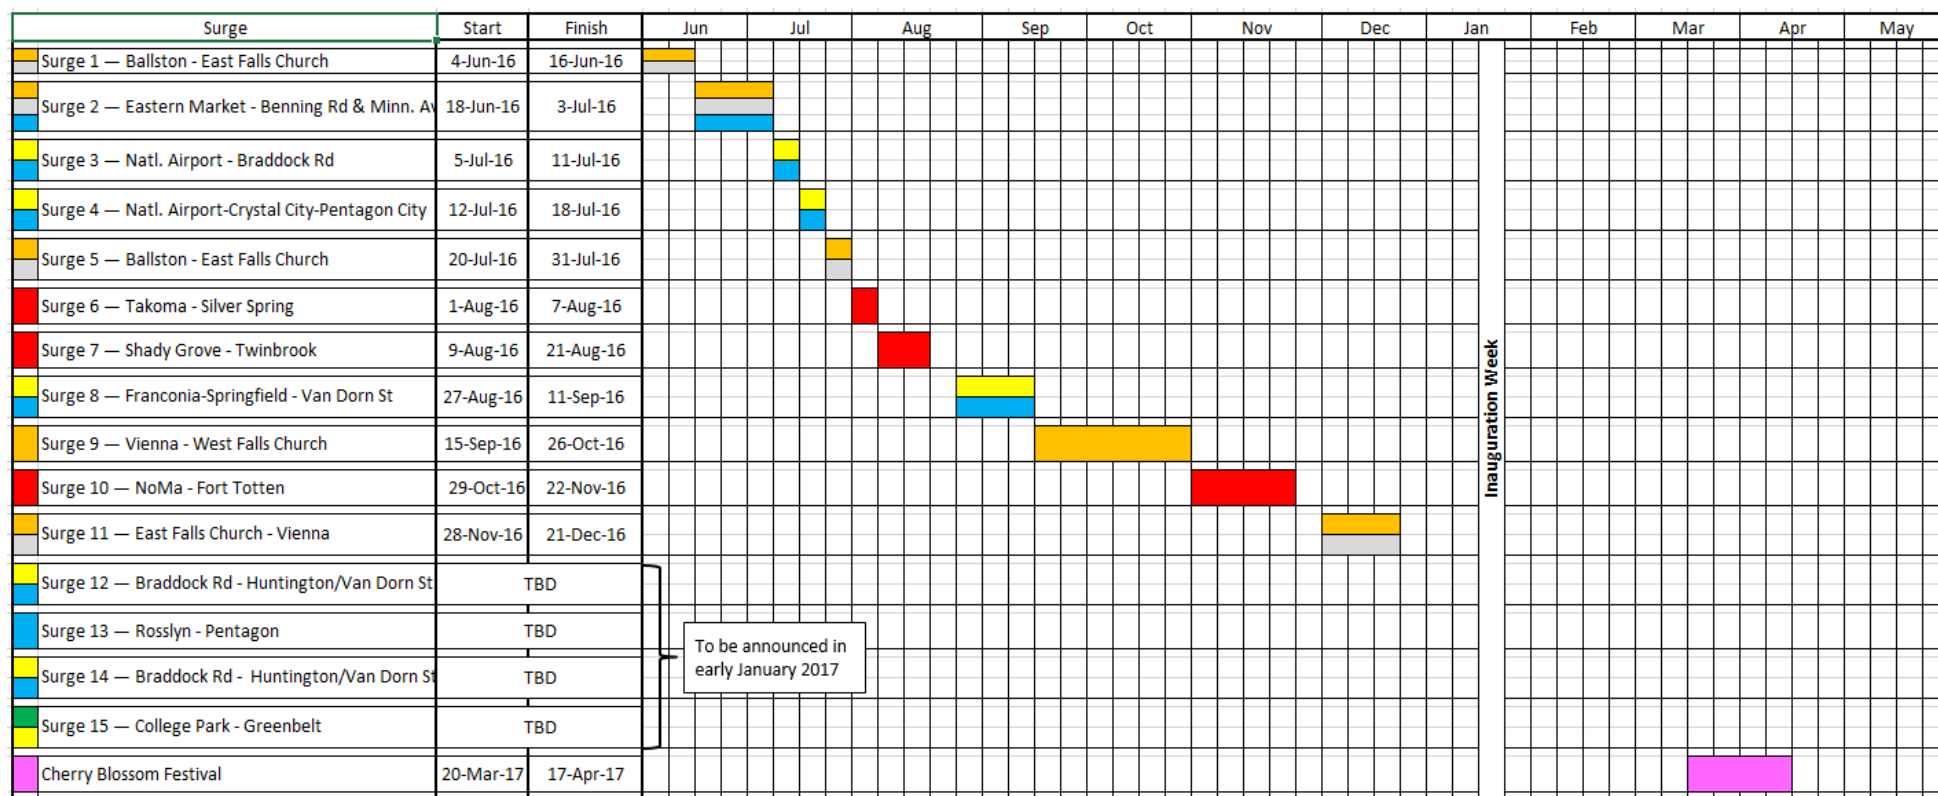 Surge Start Finish Jun Jul Aug Sep Oct Nov Dec Jan Feb Mar Apr May
Surge 1 — Ballston - East Falls Church 4-Jun-16 16-Jun-16
Surge 2 — Eastern Market - Benning Rd & Minn. Av 18-Jun-16 3-Jul-16
Surge 3 — Natl. Airport - Braddock Rd 5-Jul-16 11-Jul-16
Surge 4 — Natl. Airport-Crystal City-Pentagon City 12-Jul-16 18-Jul-16
Surge 5 — Ballston - East Falls Church 20-Jul-16 31-Jul-16
Surge 6 — Takoma - Silver Spring 1-Aug-16 7-Aug-16
Surge 7 — Shady Grove - Twinbrook 9-Aug-16 21-Aug-16
Surge 8 — Franconia-Springfield - Van Dorn St 27-Aug-16 11-Sep-16
Surge 9 — Vienna - West Falls Church 15-Sep-16 26-Oct-16
Surge 10 — NoMa - Fort Totten 29-Oct-16 22-Nov-16
Surge 11 — East Falls Church - Vienna 28-Nov-16 21-Dec-16
Surge 12 — Braddock Rd - Huntington/Van Dorn St TBD
Surge 13 — Rosslyn - Pentagon TBD
Surge 14 — Braddock Rd - Huntington/Van Dorn St TBD
Surge 15 — College Park - Greenbelt TBD
Cherry Blossom Festival 20-Mar-17 17-Apr-17
To be announced in
early January 2017
Inauguration Week